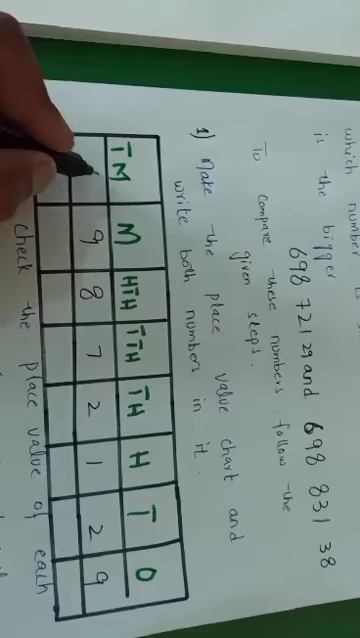 which number
is the bigger.
698 721 29 and 698 831 38
To compare these numbers follow the
given steps.
1) Make the place value chart and
write both numbers in it.
TM M HTH TTH TH H T O
9 8 7 2 1 2 9
check the place value of each